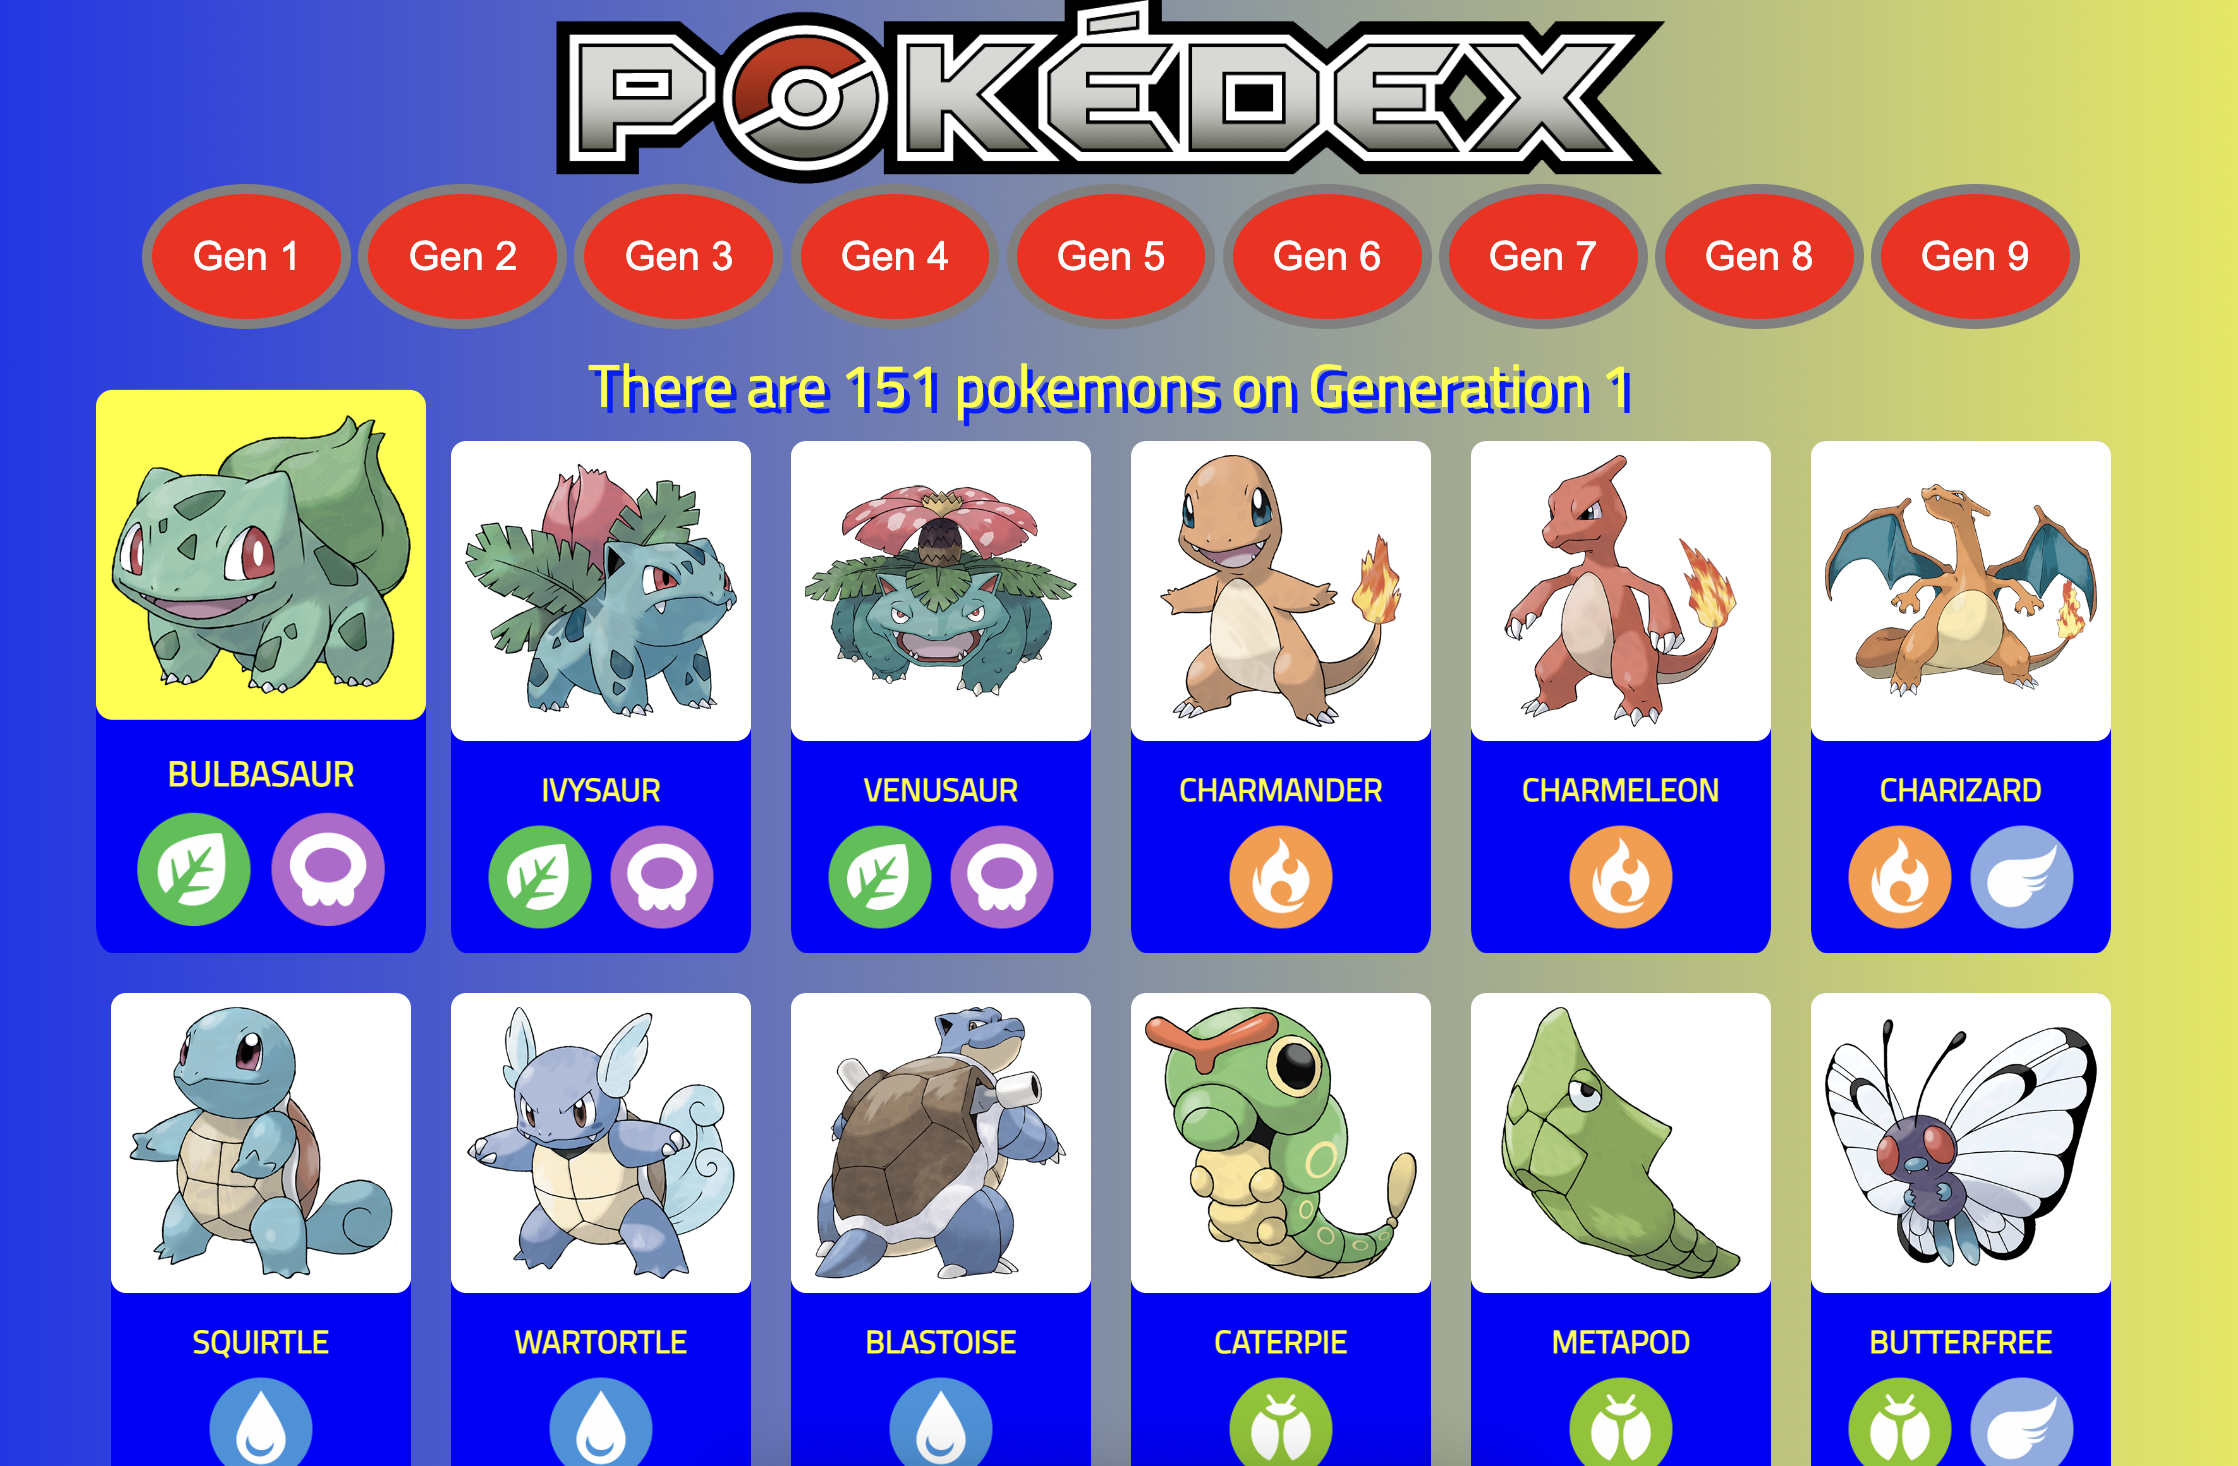 POKÉDEX
Gen 1 Gen 2 Gen 3 Gen 4 Gen 5 Gen 6 Gen 7 Gen 8 Gen 9
There are 151 pokemons on Generation 1
BULBASAUR IVYSAUR VENUSAUR CHARMANDER CHARMELEON CHARIZARD
SQUIRTLE WARTORTLE BLASTOISE CATERPIE METAPOD BUTTERFREE